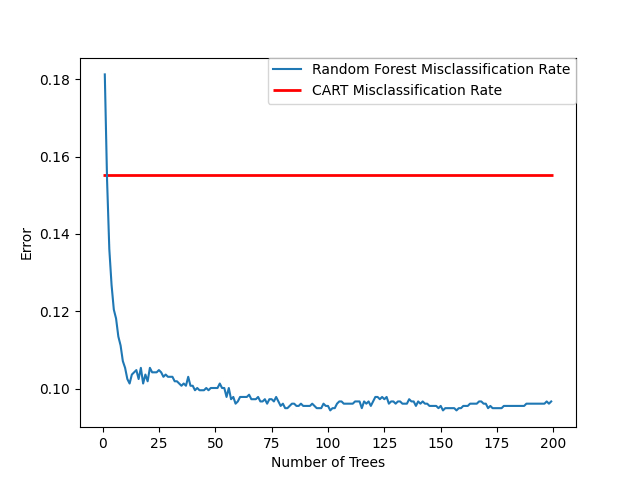 Random Forest Misclassification Rate
CART Misclassification Rate
0.18
0.16
0.14
0.12
0.10
Error
0 25 50 75 100 125 150 175 200
Number of Trees